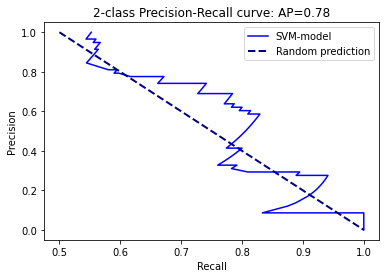 2-class Precision-Recall curve: AP=0.78
SVM-model
Random prediction
Precision
1.0
0.8
0.6
0.4
0.2
0.0
0.5 0.6 0.7 0.8 0.9 1.0
Recall